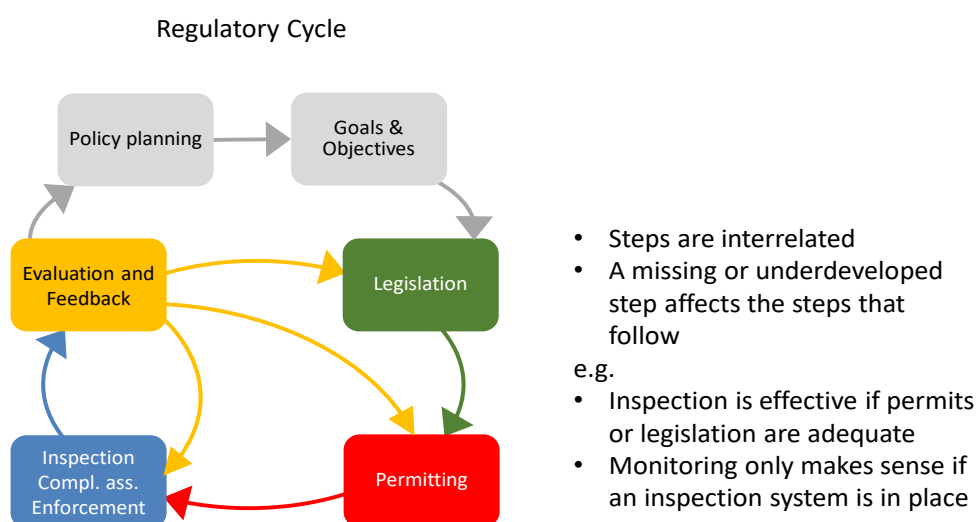 Regulatory Cycle
Policy planning
Goals &
Objectives
Evaluation and
Feedback
Legislation
Inspection
Compl. ass.
Enforcement
Permitting
• Steps are interrelated
• A missing or underdeveloped
step affects the steps that
follow
e.g.
• Inspection is effective if permits
or legislation are adequate
• Monitoring only makes sense if
an inspection system is in place